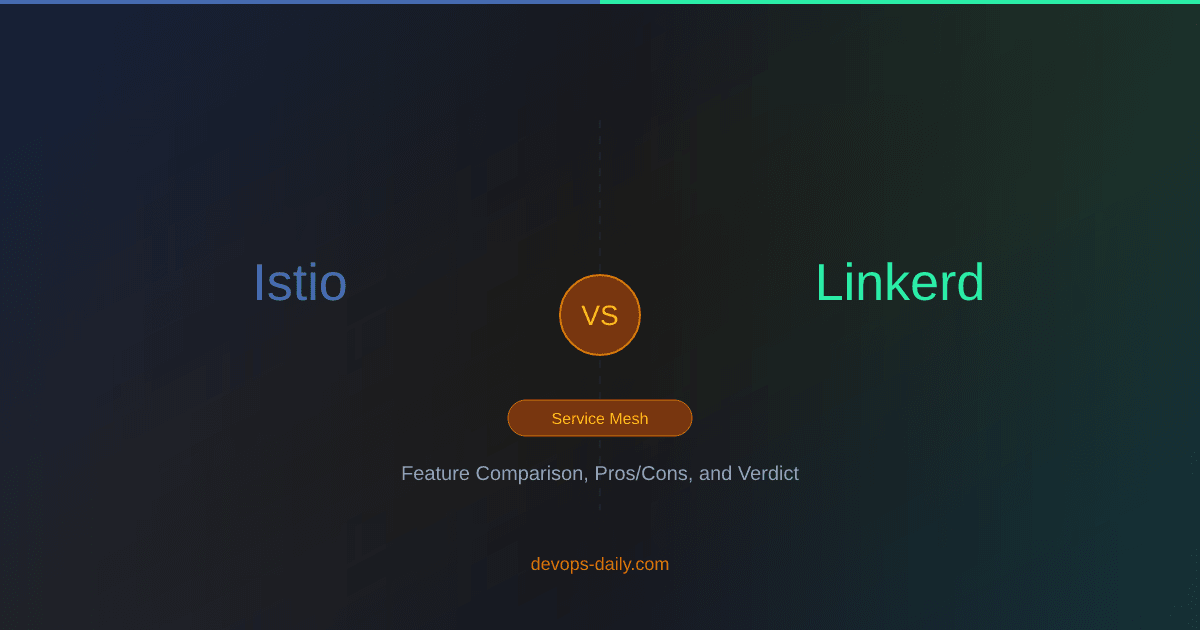 Istio
Linkerd
VS
Service Mesh
Feature Comparison, Pros/Cons, and Verdict
devops-daily.com